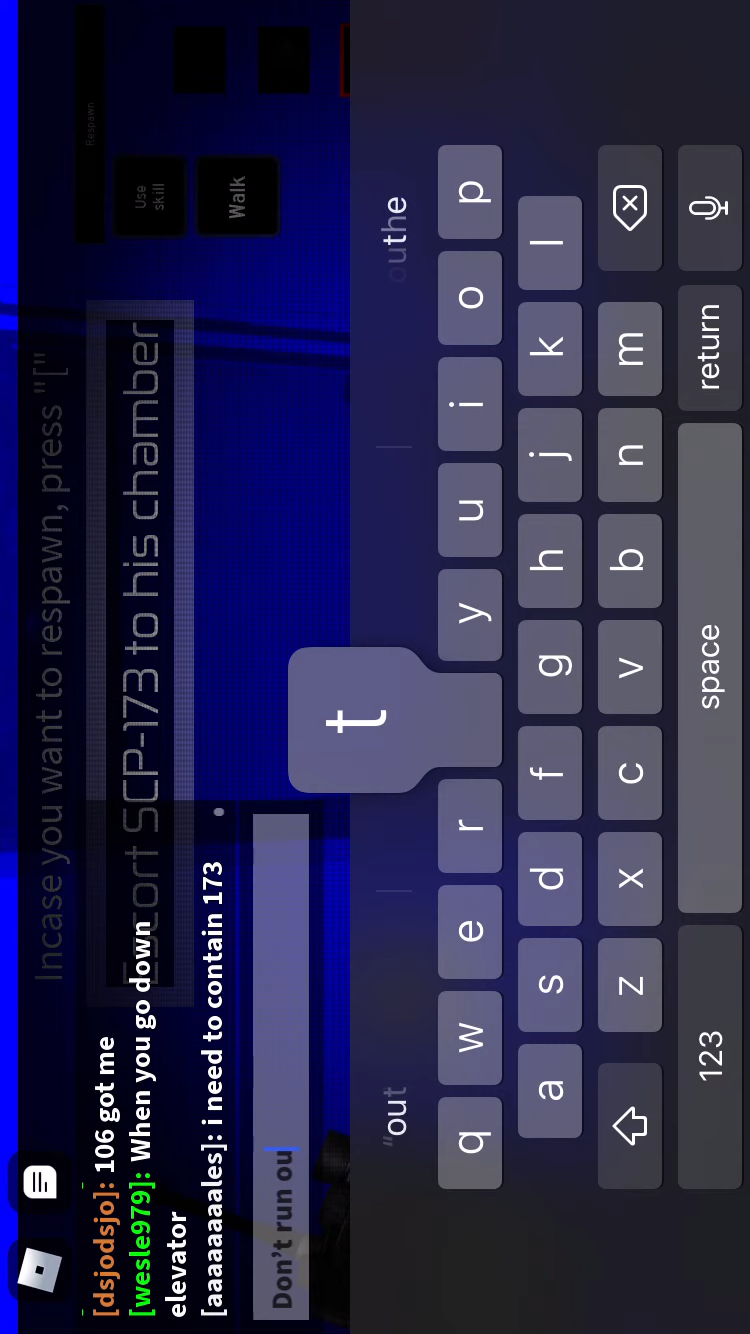 Incase you want to respawn, press "["
Respawn
Use
skill
Walk
Escort SCP-173 to his chamber
[dsjodsjo]: 106 got me
[wesle979]: When you go down
elevator
[aaaaaaaales]: i need to contain 173
Don't run ou
"out
outhe
q w e r t y u i o p
a s d f g h j k l
z x c v b n m
123 space return